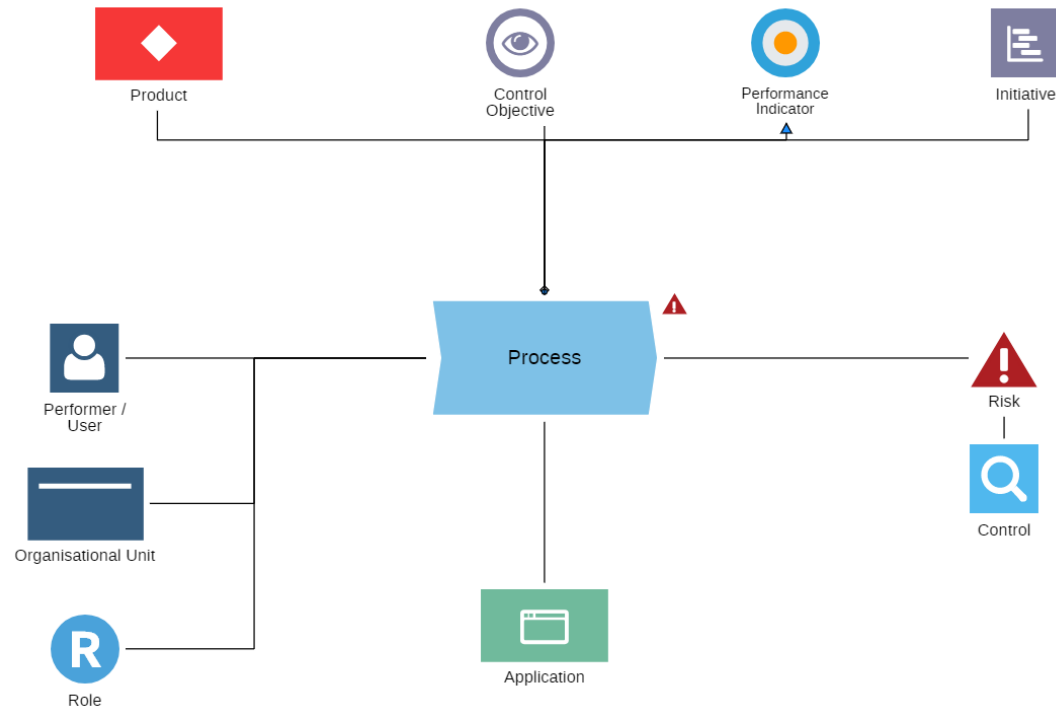 Product
Control
Objective
Performance
Indicator
Initiative
Process
Performer /
User
Risk
Organisational Unit
Control
R
Role
Application